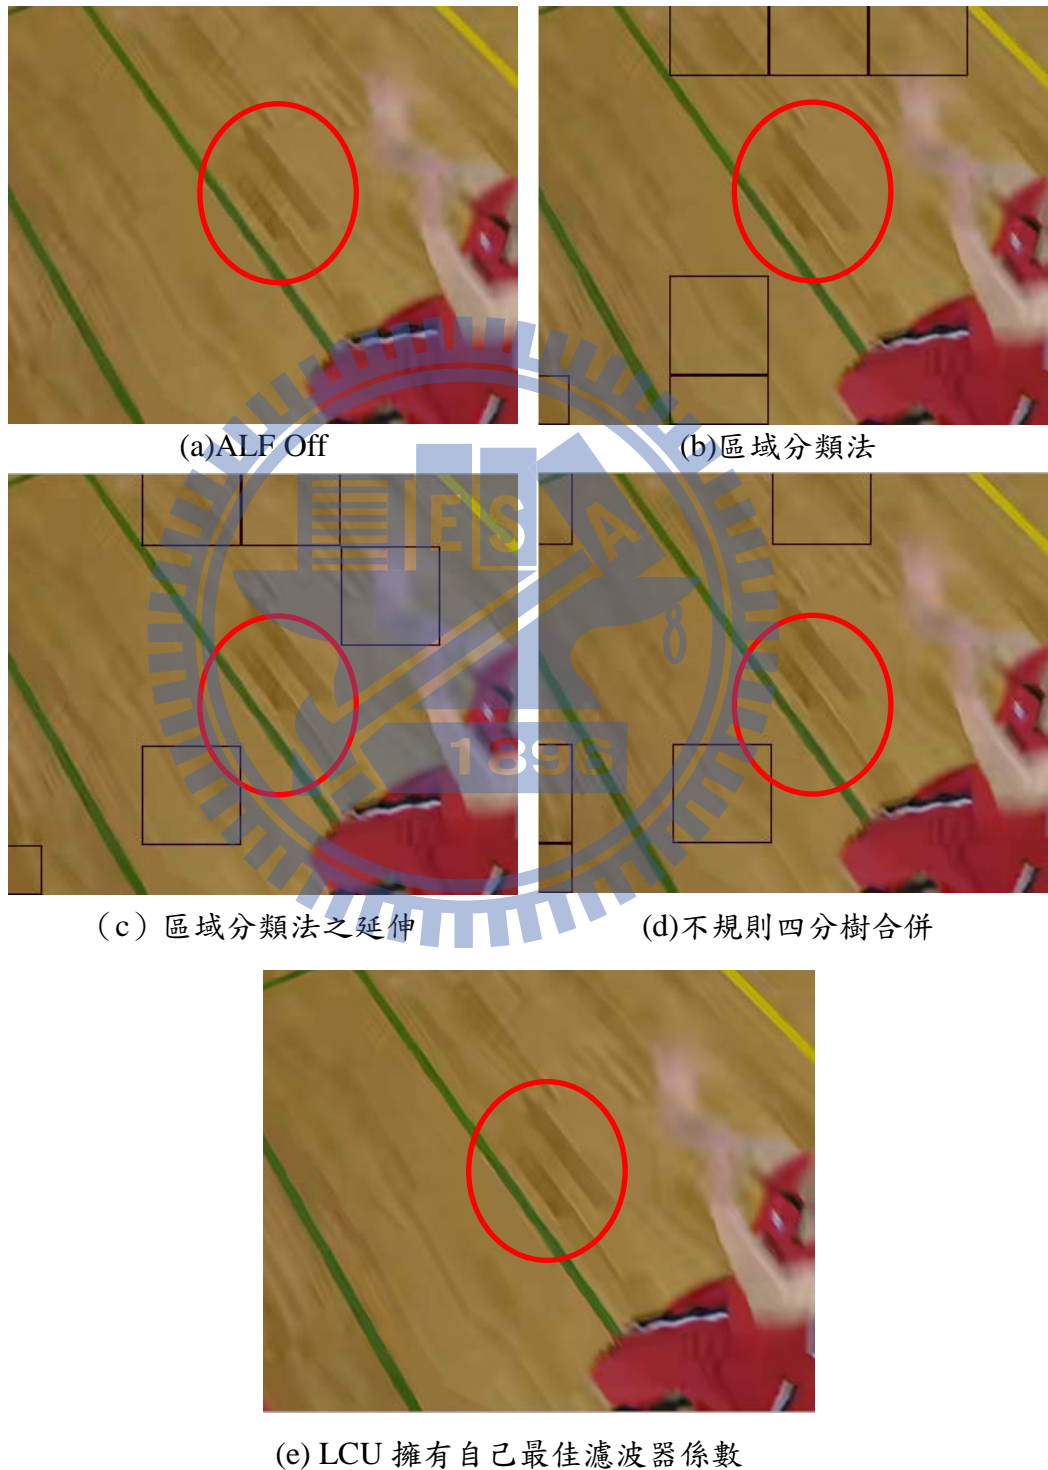 (a)ALF Off
(b)區域分類法
ESA
1896
（c）區域分類法之延伸
(d)不規則四分樹合併
(e) LCU 擁有自己最佳濾波器係數